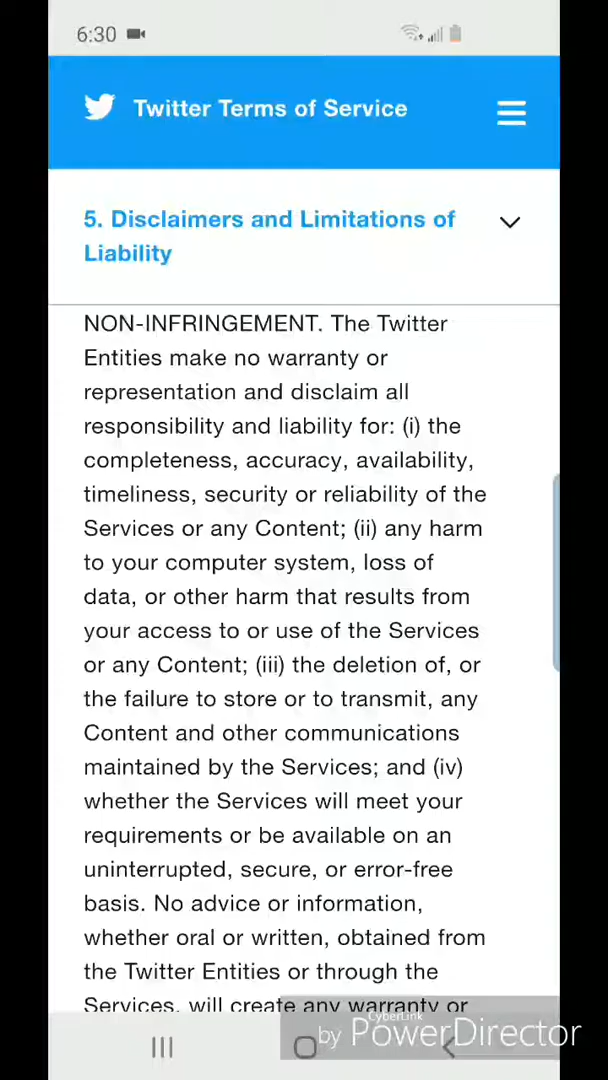 6:30
Twitter Terms of Service
5. Disclaimers and Limitations of
Liability
NON-INFRINGEMENT. The Twitter
Entities make no warranty or
representation and disclaim all
responsibility and liability for: (i) the
completeness, accuracy, availability,
timeliness, security or reliability of the
Services or any Content; (ii) any harm
to your computer system, loss of
data, or other harm that results from
your access to or use of the Services
or any Content; (iii) the deletion of, or
the failure to store or to transmit, any
Content and other communications
maintained by the Services; and (iv)
whether the Services will meet your
requirements or be available on an
uninterrupted, secure, or error-free
basis. No advice or information,
whether oral or written, obtained from
the Twitter Entities or through the
Services, will create any warranty or
CyberLink
by PowerDirector